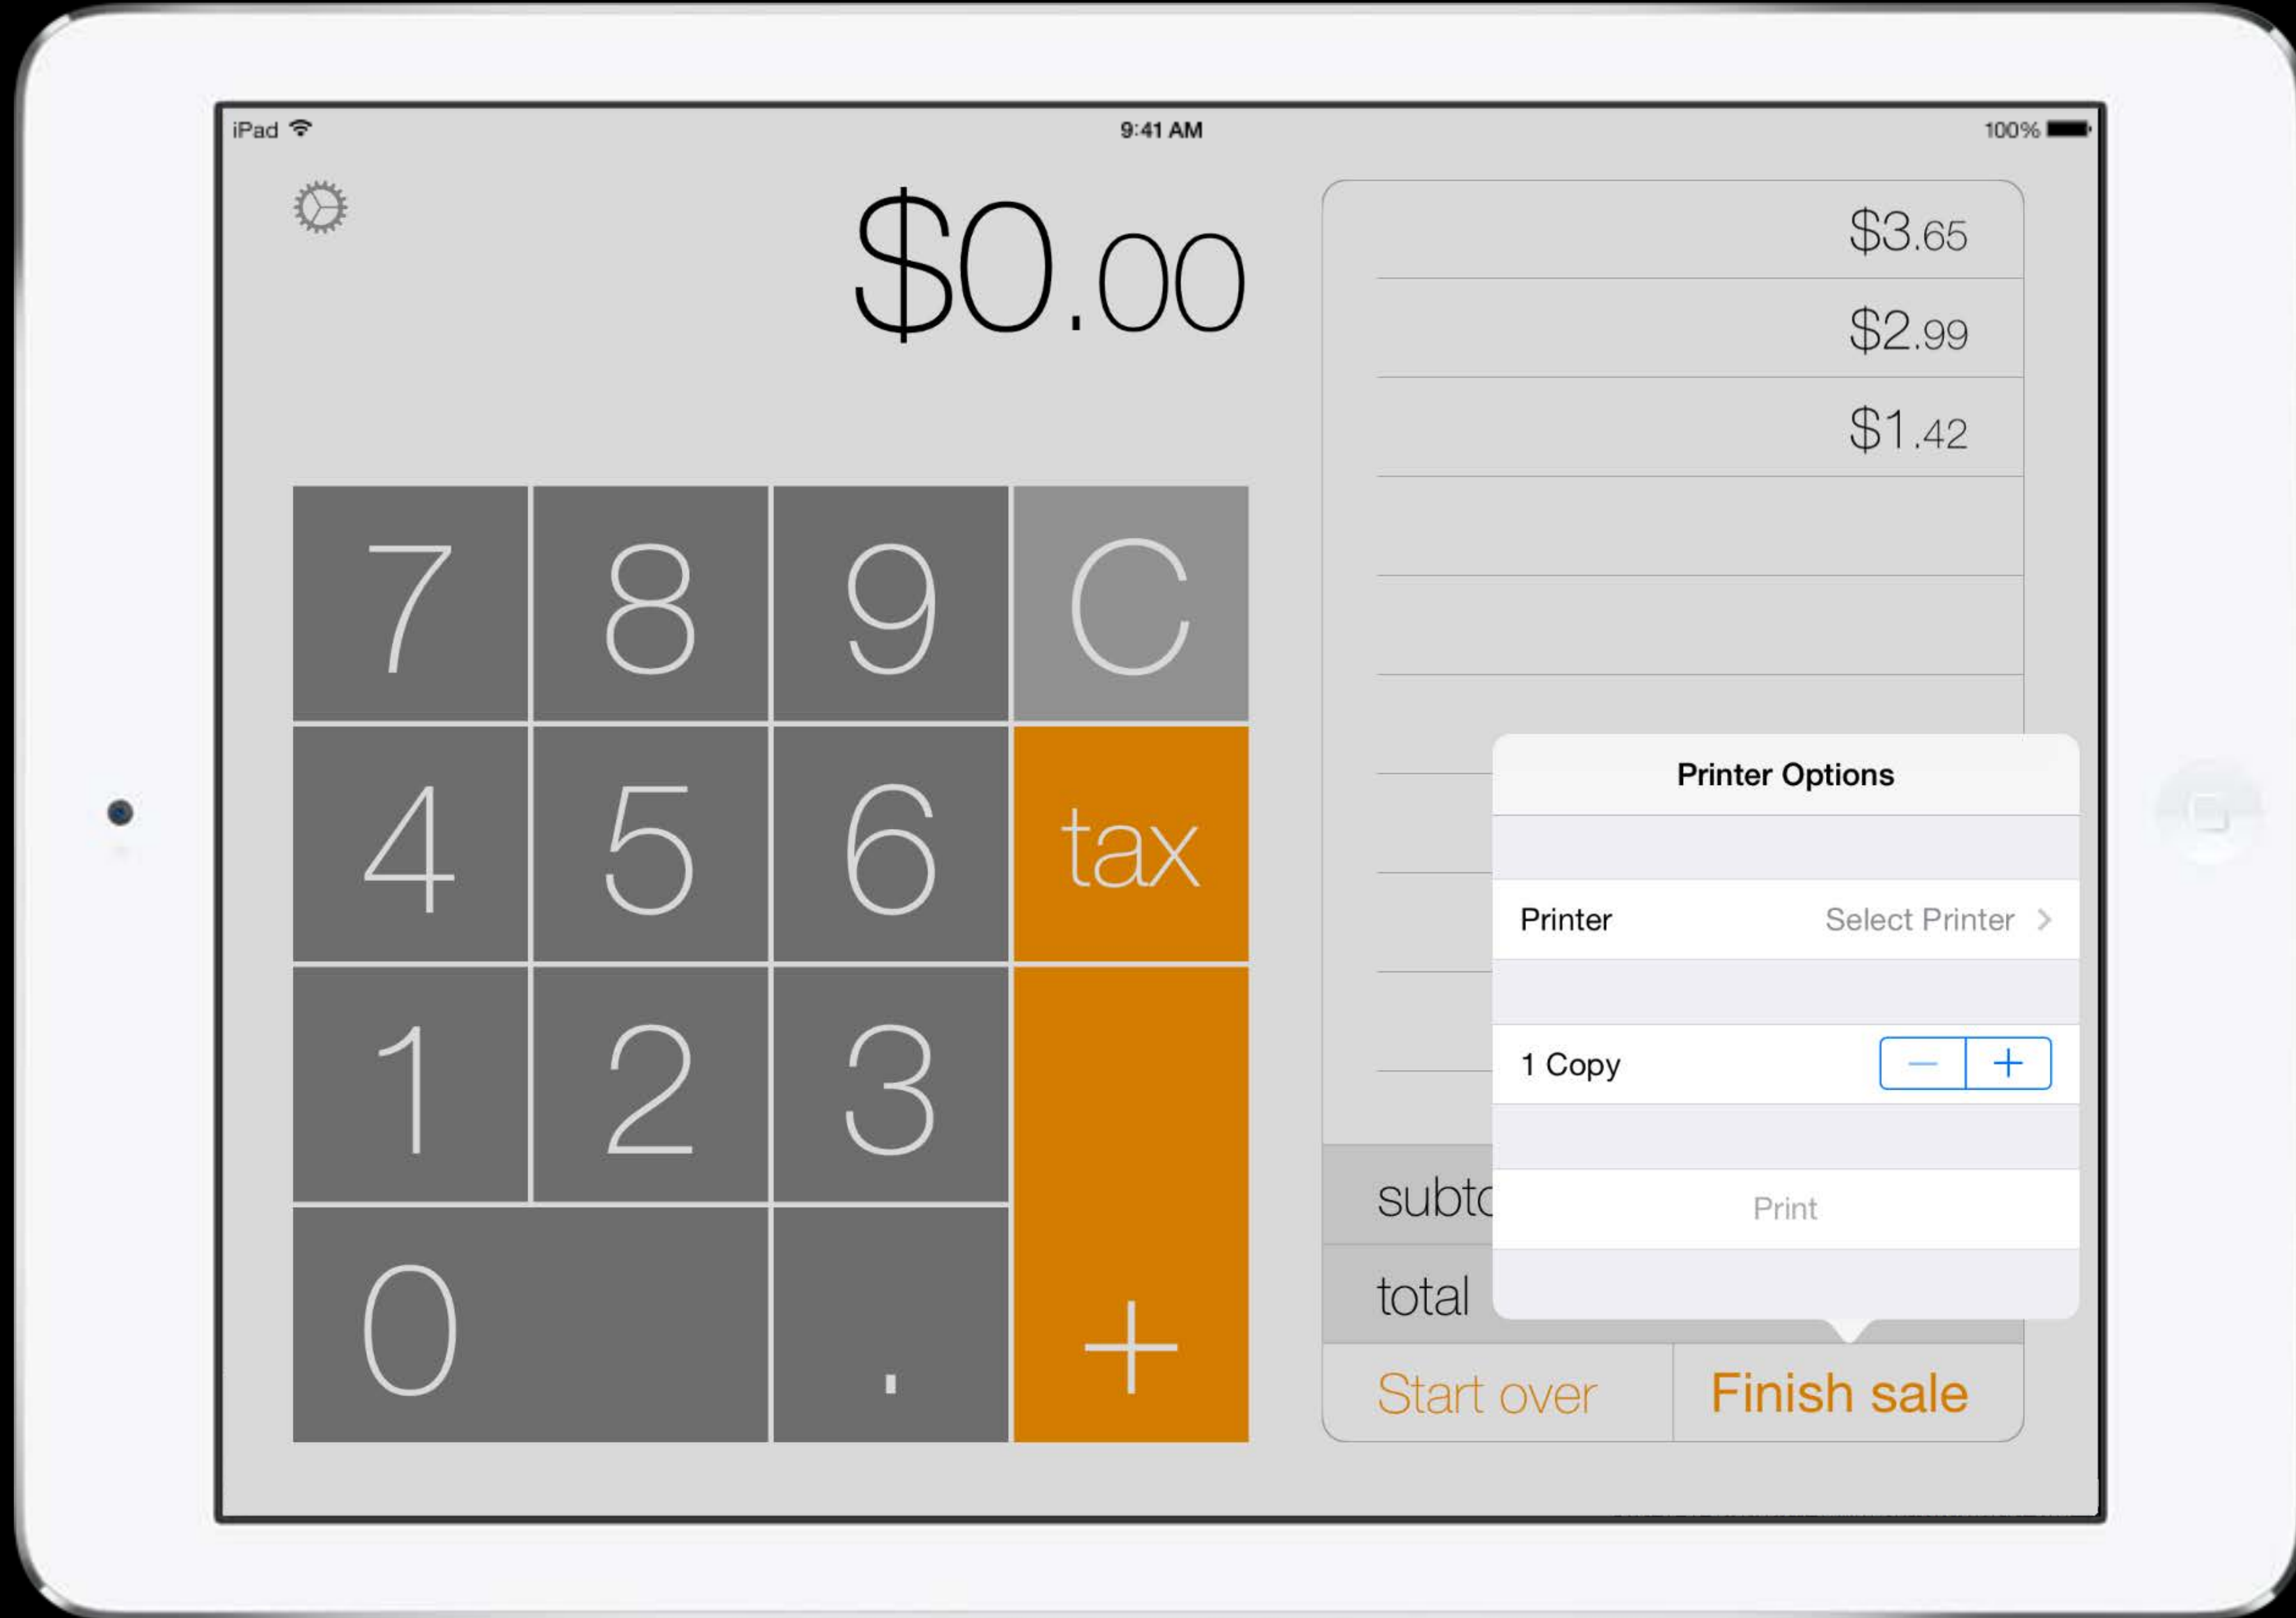 iPad 9:41 AM 100%
$0.00
$3.65
$2.99
$1.42
7 8 9 C
4 5 6 tax
1 2 3
0 . +
Printer Options
Printer Select Printer >
1 Copy − +
Print
total
Start over Finish sale